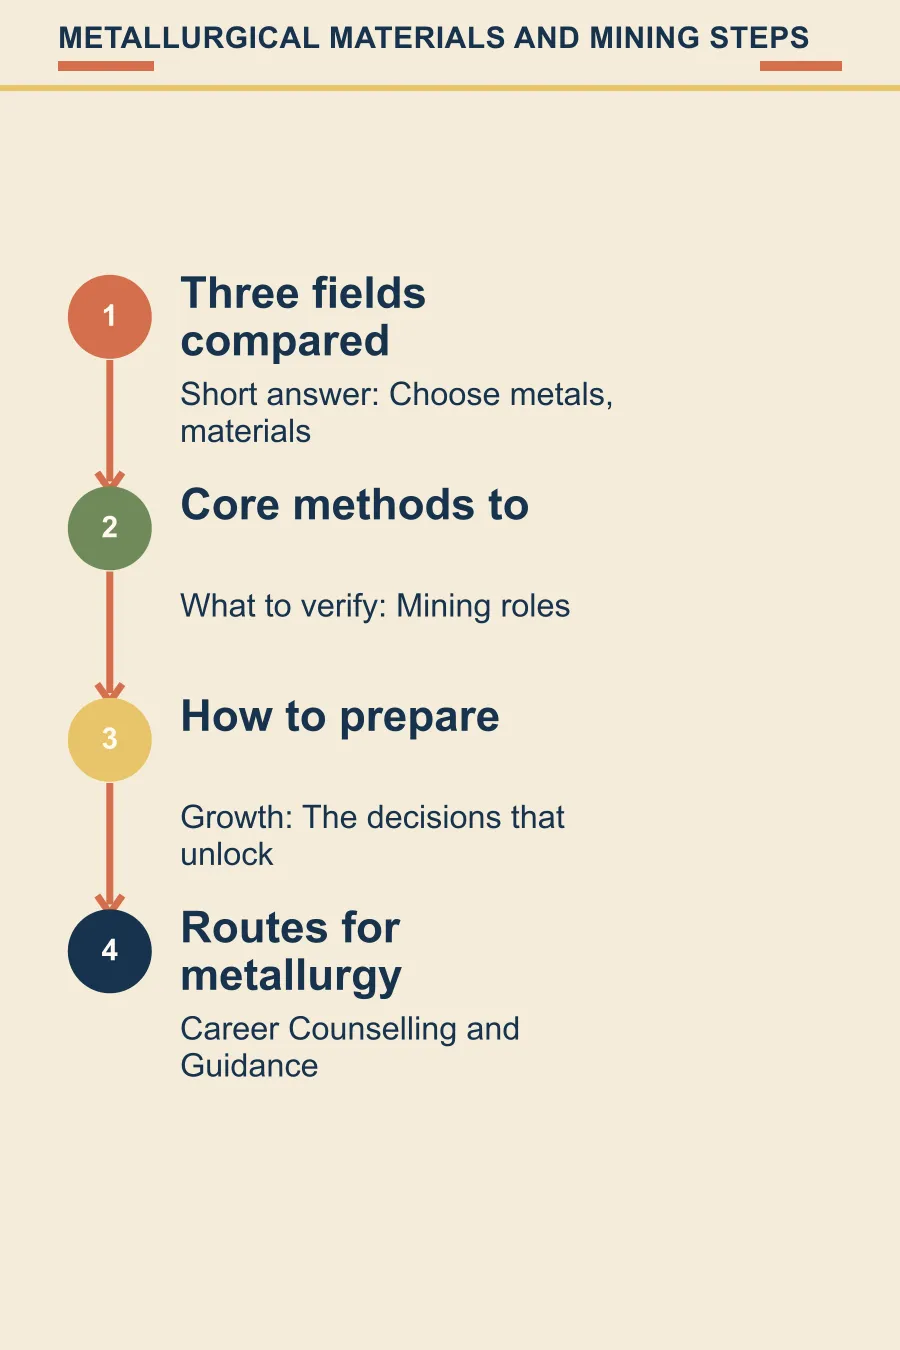 METALLURGICAL MATERIALS AND MINING STEPS
1
Three fields
compared
Short answer: Choose metals,
materials
2
Core methods to
What to verify: Mining roles
3
How to prepare
Growth: The decisions that
unlock
4
Routes for
metallurgy
Career Counselling and
Guidance